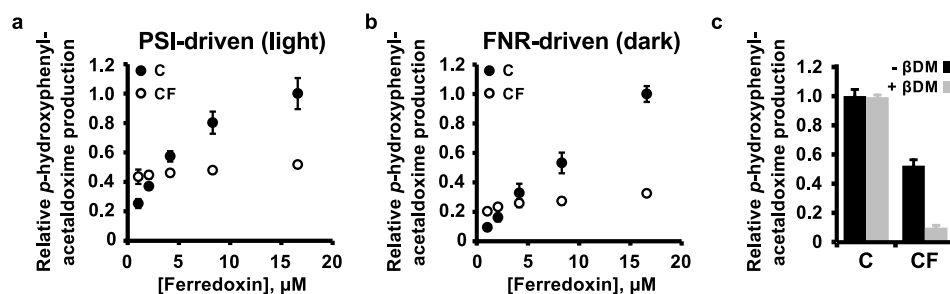 a
PSI-driven (light)
Relative p-hydroxyphenyl-
acetaldoxime production
1.2
1.0
0.8
0.6
0.4
0.2
0
C
CF
0 5 10 15 20
[Ferredoxin], µM
b
FNR-driven (dark)
Relative p-hydroxyphenyl-
acetaldoxime production
1.2
1.0
0.8
0.6
0.4
0.2
0
C
CF
0 5 10 15 20
[Ferredoxin], µM
c
Relative p-hydroxyphenyl-
acetaldoxime production
1.2
1.0
0.8
0.6
0.4
0.2
0
- βDM
+ βDM
C CF